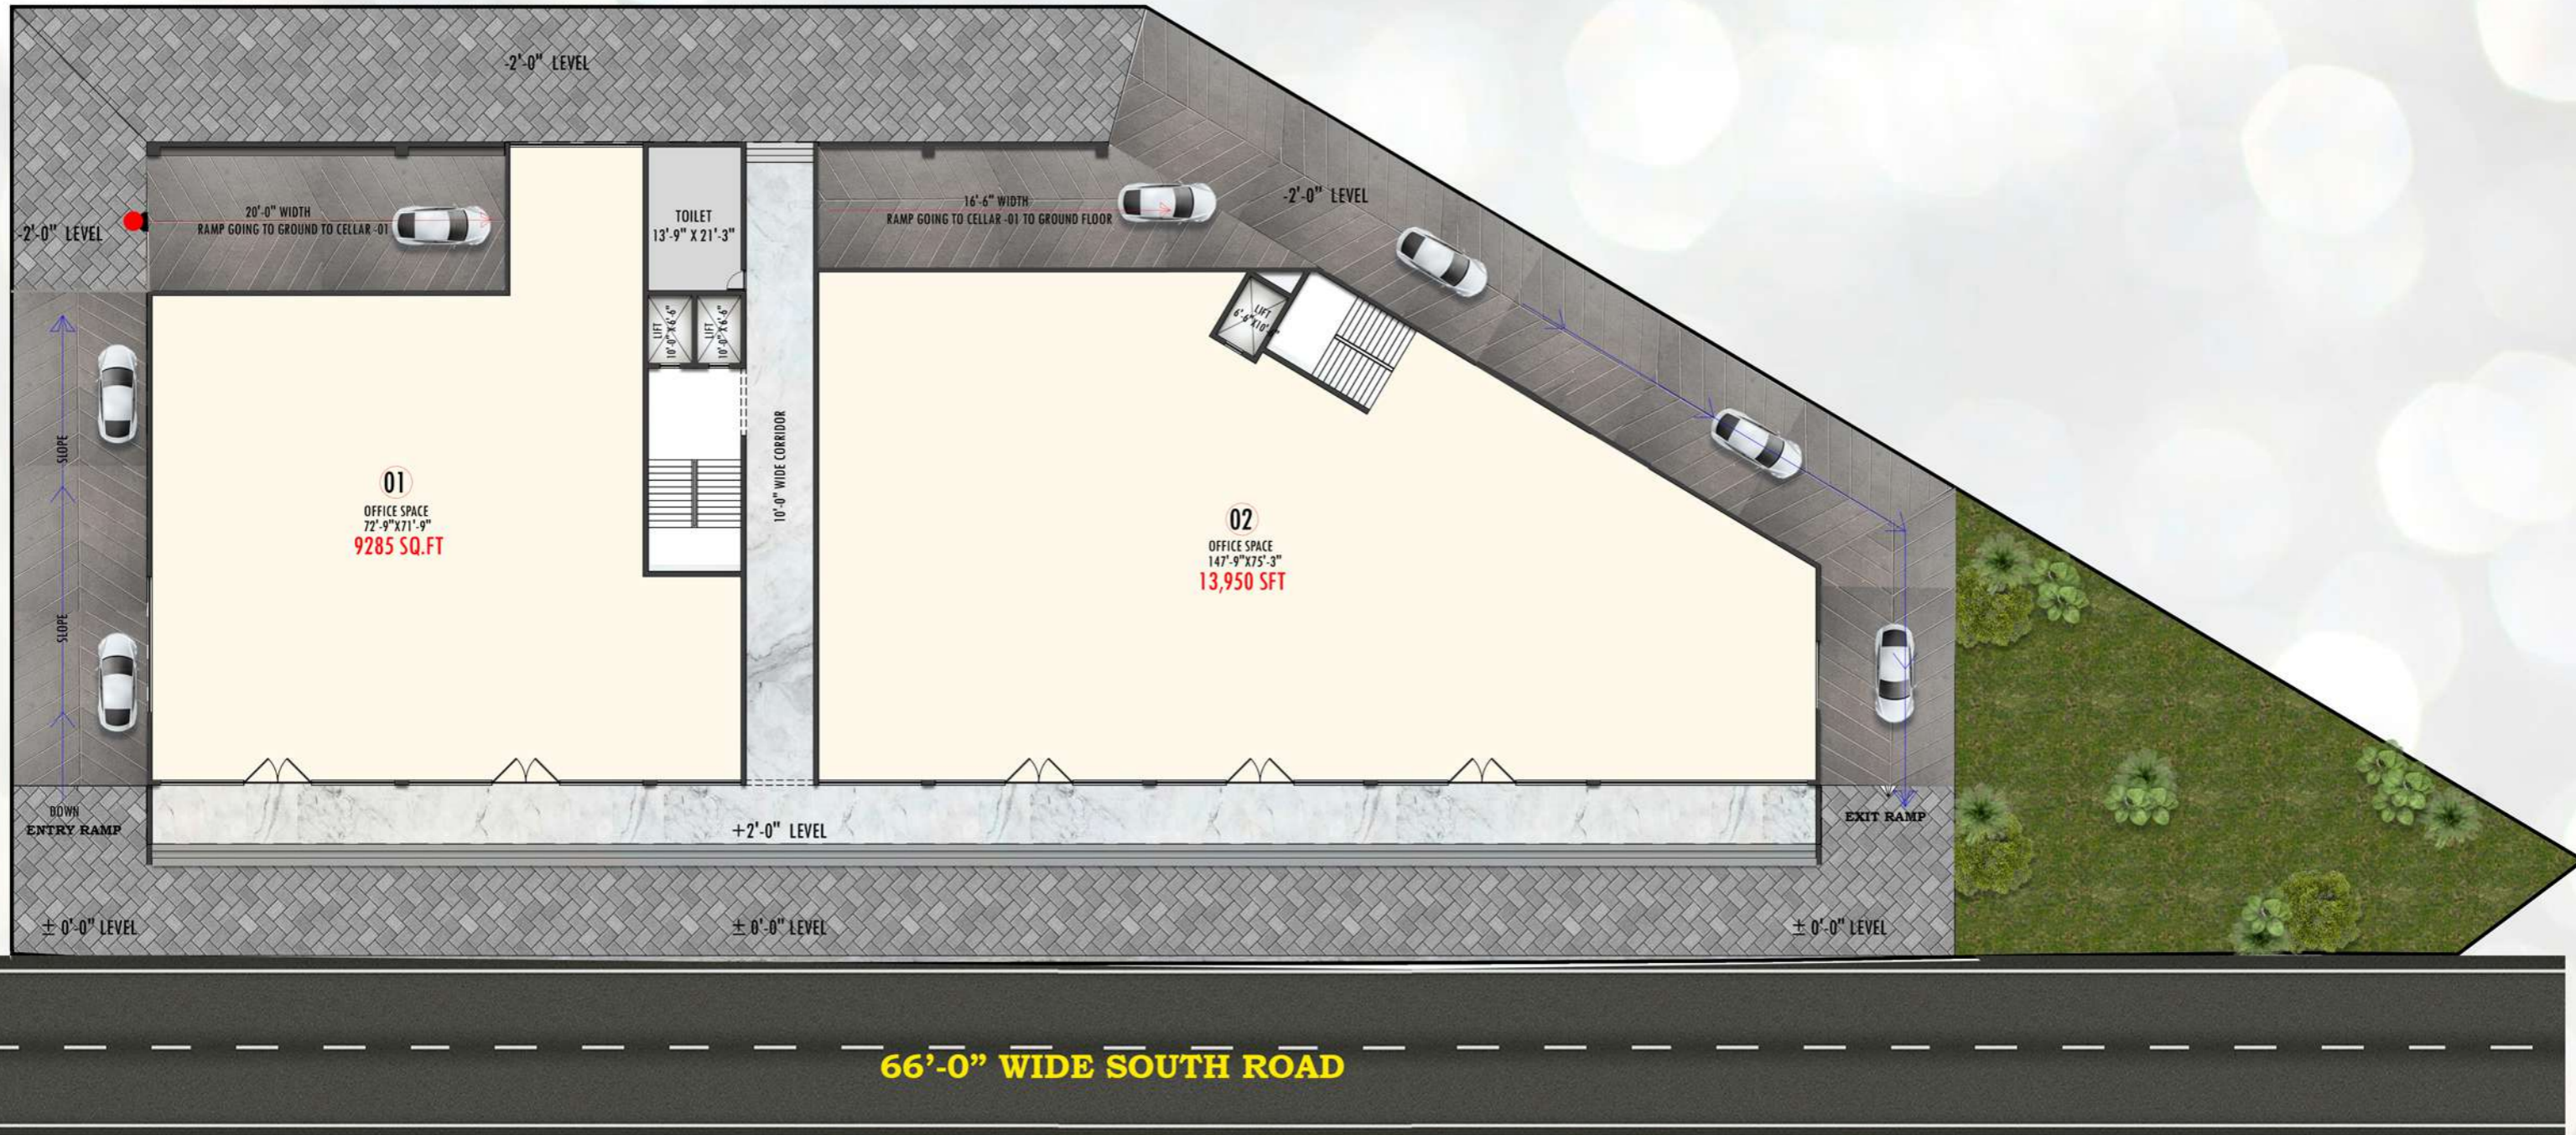 -2'-0" LEVEL
20'-0" WIDTH
RAMP GOING TO GROUND TO CELLAR -01
-2'-0" LEVEL
TOILET
13'-9" X 21'-3"
16'-6" WIDTH
RAMP GOING TO CELLAR -01 TO GROUND FLOOR
-2'-0" LEVEL
LIFT
10'-0"X6'-6"
LIFT
10'-0"X6'-6"
LIFT
6'-6"X10'
SLOPE
SLOPE
10'-0" WIDE CORRIDOR
01
OFFICE SPACE
72'-9"X71'-9"
9285 SQ.FT
02
OFFICE SPACE
147'-9"X75'-3"
13,950 SFT
DOWN
ENTRY RAMP
+2'-0" LEVEL
EXIT RAMP
± 0'-0" LEVEL
± 0'-0" LEVEL
± 0'-0" LEVEL
66’-0” WIDE SOUTH ROAD